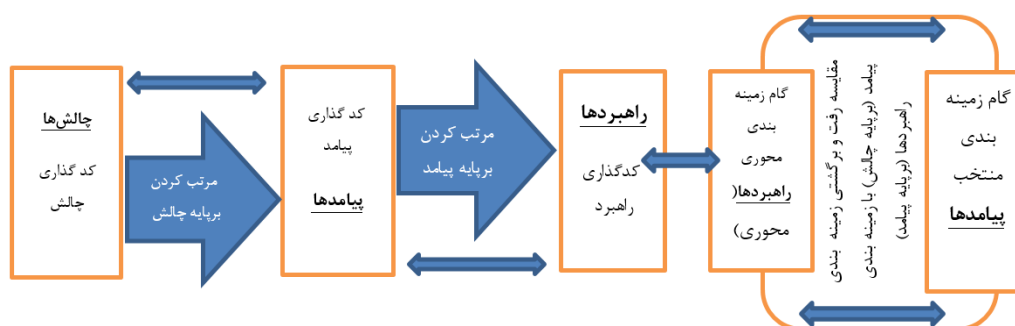 چالش‌ها
کد گذاری
چالش
مرتب کردن
برپایه چالش
کد گذاری
پیامد
پیامدها
مرتب کردن
برپایه پیامد
راهبردها
کدگذاری
راهبرد
گام زمینه
بندی
محوری
راهبردها(
محوری)
مقایسه رفت و برگشتی زمینه بندی
پیامد (برپایه چالش) با زمینه بندی
راهبردها (برپایه پیامد)
گام زمینه
بندی
منتخب
پیامدها